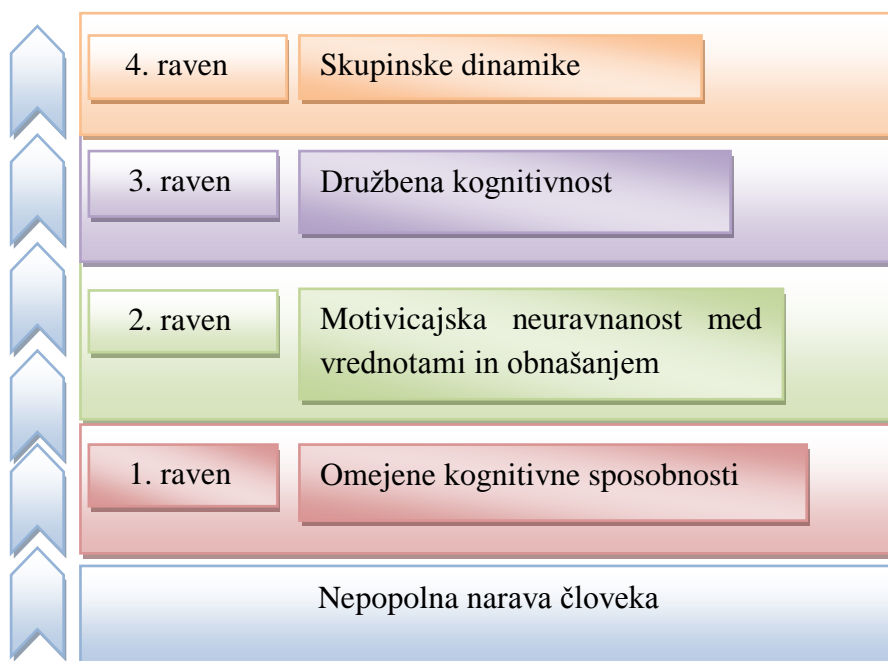 4. raven
Skupinske dinamike
3. raven
Družbena kognitivnost
2. raven
Motivicajska neuravnanost med
vrednotami in obnašanjem
1. raven
Omejene kognitivne sposobnosti
Nepopolna narava človeka